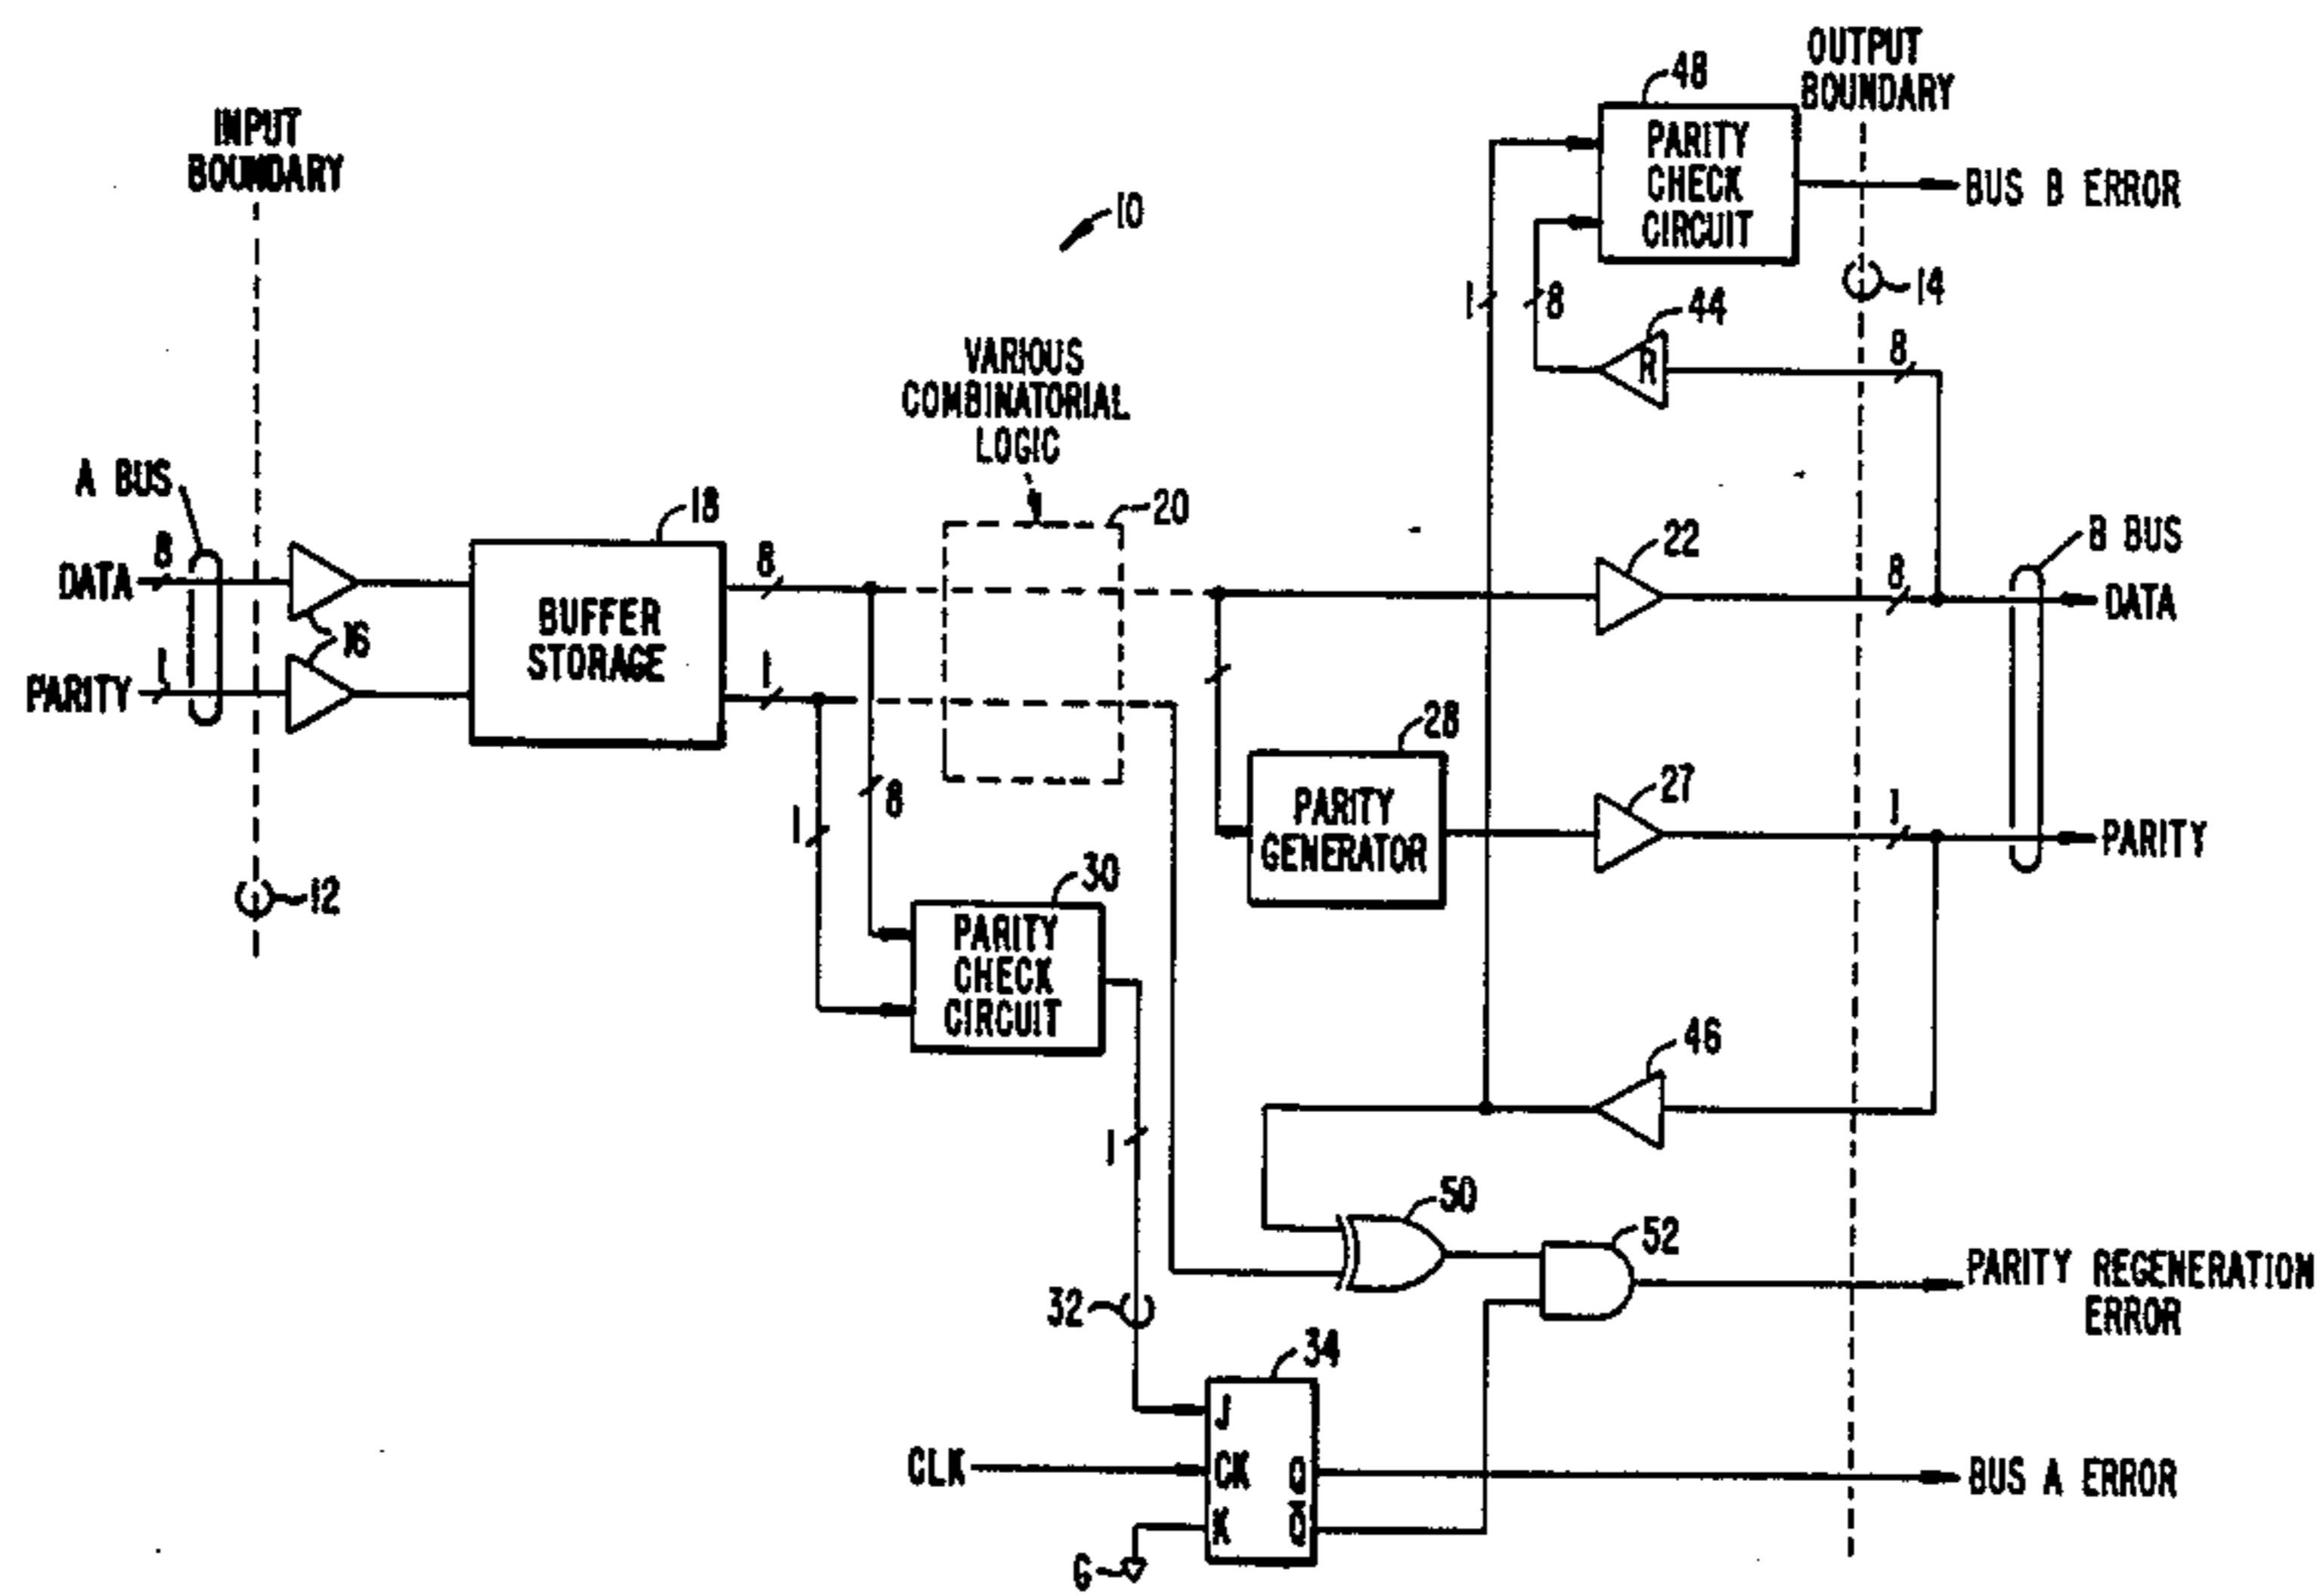 INPUT
BOUNDARY
10
48
OUTPUT
BOUNDARY
PARITY
CHECK
CIRCUIT
BUS B ERROR
14
1
8
44
R
8
VARIOUS
COMBINATORIAL
LOGIC
A BUS
18
20
22
B BUS
DATA
8
8
8
DATA
16
BUFFER
STORAGE
PARITY
1
1
28
27
8
1
PARITY
GENERATOR
1
PARITY
12
30
PARITY
CHECK
CIRCUIT
46
1
50
52
32
PARITY REGENERATION
ERROR
34
J
CLK
CK
Q
BUS A ERROR
K
Q̅
G